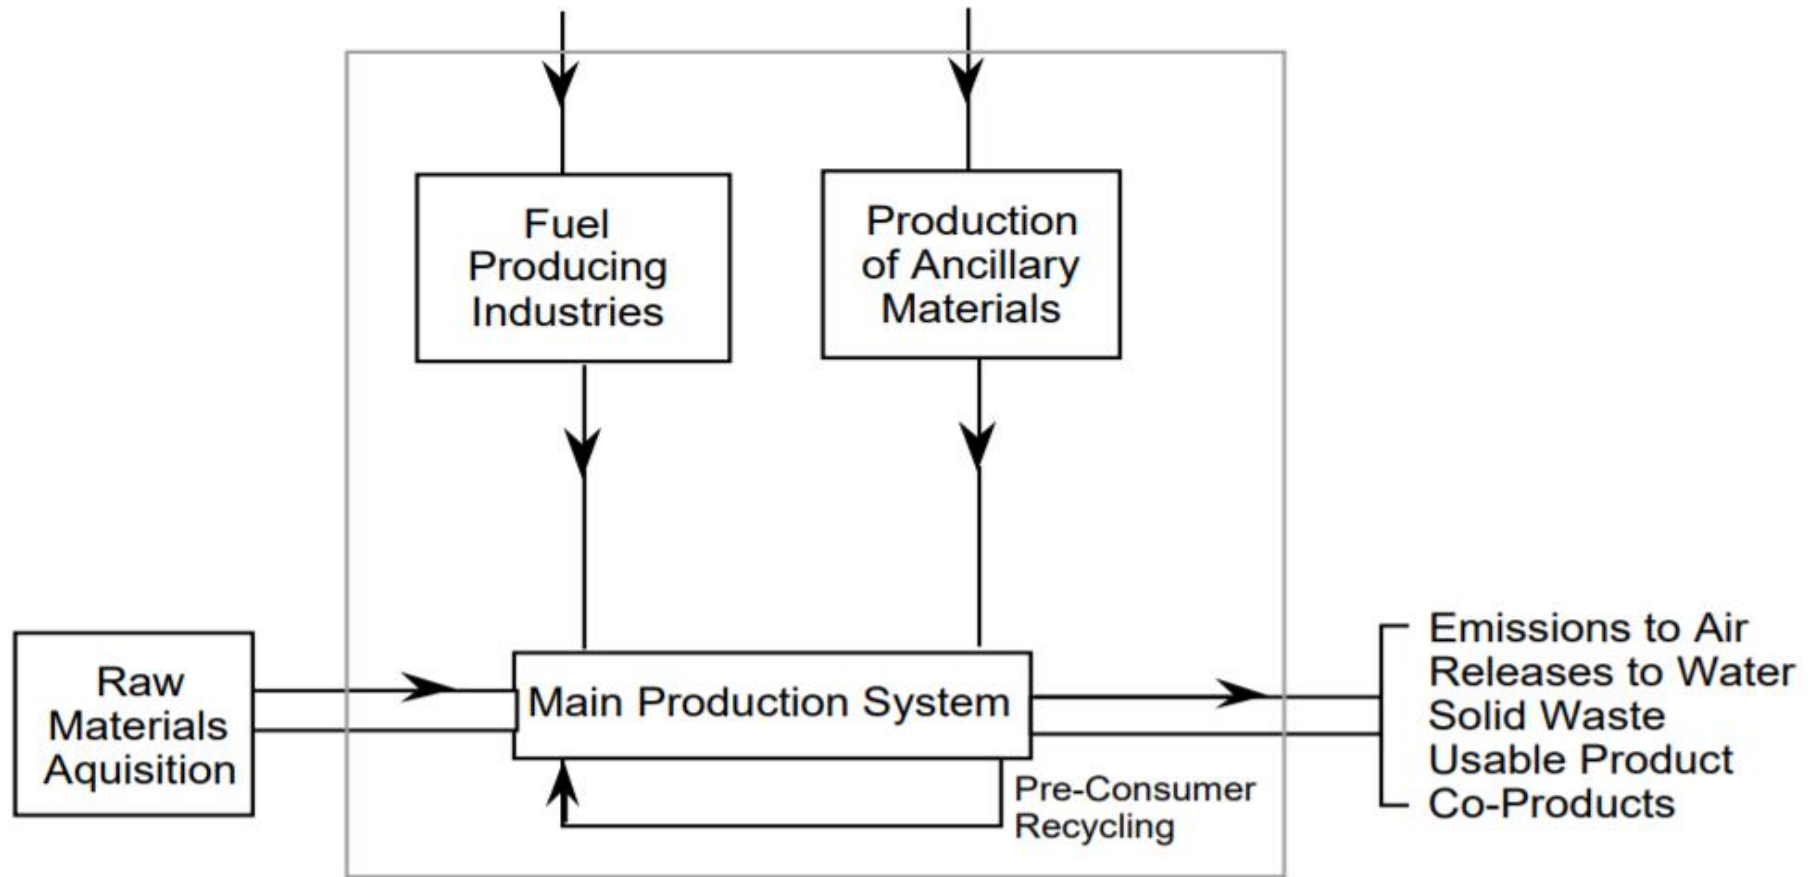 Fuel
Producing
Industries
Production
of Ancillary
Materials
Raw
Materials
Aquisition
Main Production System
Pre-Consumer
Recycling
Emissions to Air
Releases to Water
Solid Waste
Usable Product
Co-Products